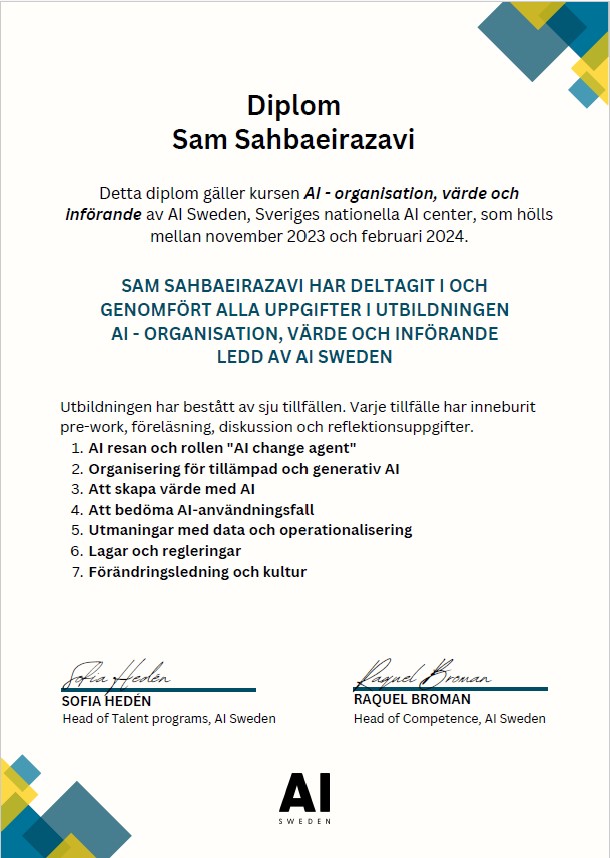 Diplom
Sam Sahbaeirazavi
Detta diplom gäller kursen AI - organisation, värde och
införande av AI Sweden, Sveriges nationella AI center, som hölls
mellan november 2023 och februari 2024.
SAM SAHBAEIRAZAVI HAR DELTAGIT I OCH
GENOMFÖRT ALLA UPPGIFTER I UTBILDNINGEN
AI - ORGANISATION, VÄRDE OCH INFÖRANDE
LEDD AV AI SWEDEN
Utbildningen har bestått av sju tillfällen. Varje tillfälle har inneburit
pre-work, föreläsning, diskussion och reflektionsuppgifter.
1. AI resan och rollen "AI change agent"
2. Organisering för tillämpad och generativ AI
3. Att skapa värde med AI
4. Att bedöma AI-användningsfall
5. Utmaningar med data och operationalisering
6. Lagar och regleringar
7. Förändringsledning och kultur
Sofia Hedén
SOFIA HEDÉN
Head of Talent programs, AI Sweden
Raquel Broman
RAQUEL BROMAN
Head of Competence, AI Sweden
AI
SWEDEN